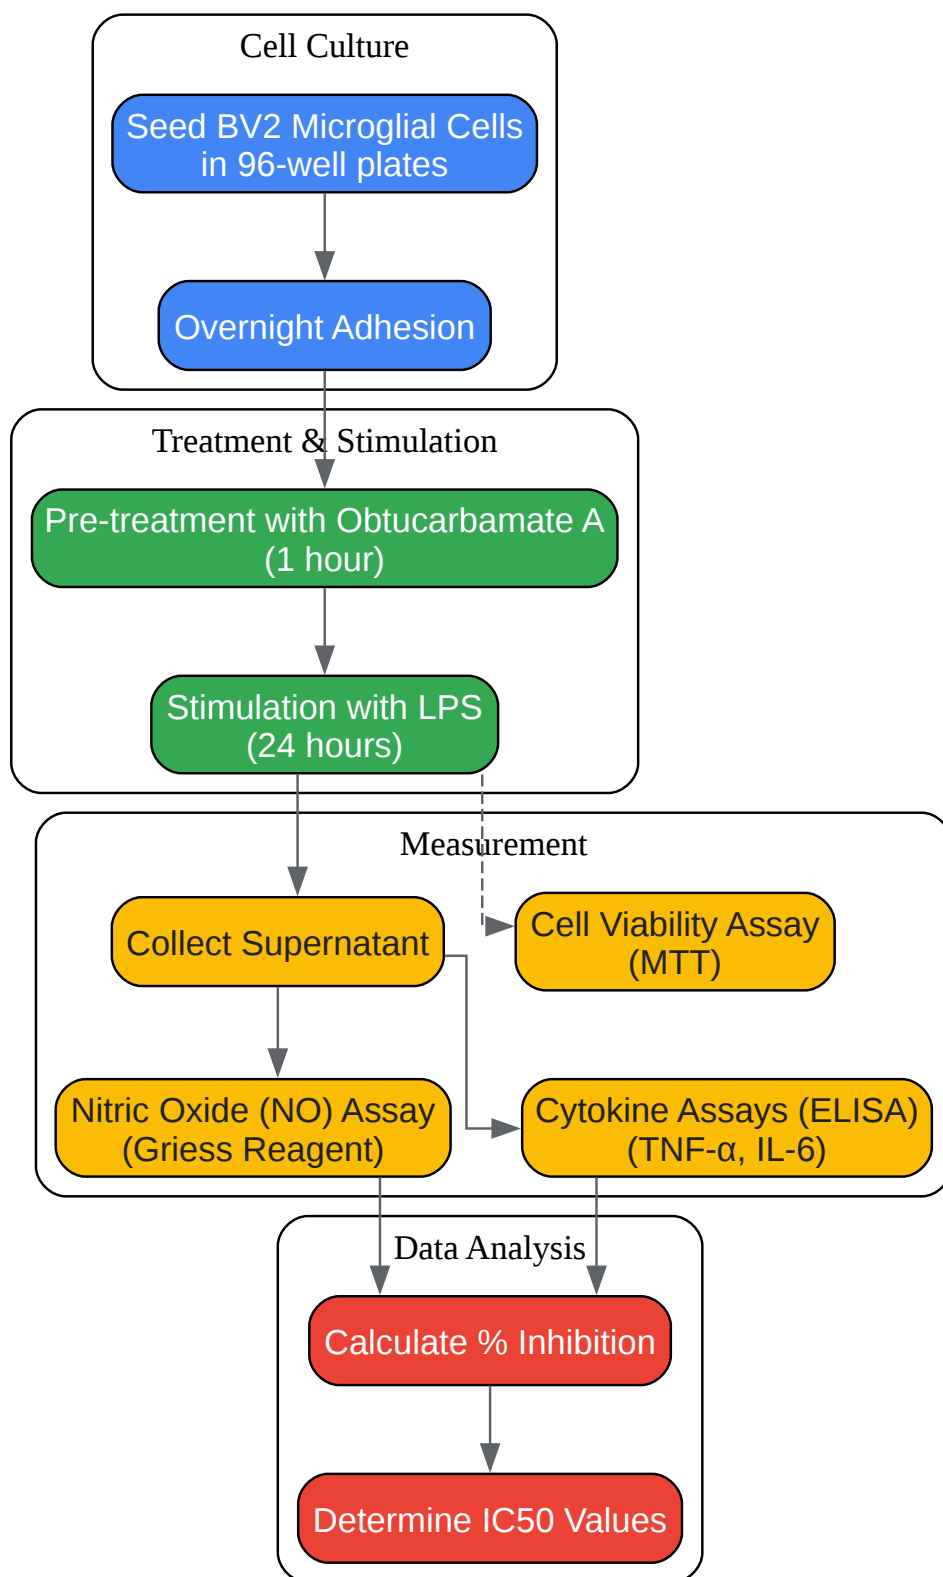 Cell Culture
Seed BV2 Microglial Cells
in 96-well plates
Overnight Adhesion
Treatment & Stimulation
Pre-treatment with Obtucarbamate A
(1 hour)
Stimulation with LPS
(24 hours)
Measurement
Collect Supernatant
Cell Viability Assay
(MTT)
Nitric Oxide (NO) Assay
(Griess Reagent)
Cytokine Assays (ELISA)
(TNF-α, IL-6)
Data Analysis
Calculate % Inhibition
Determine IC50 Values